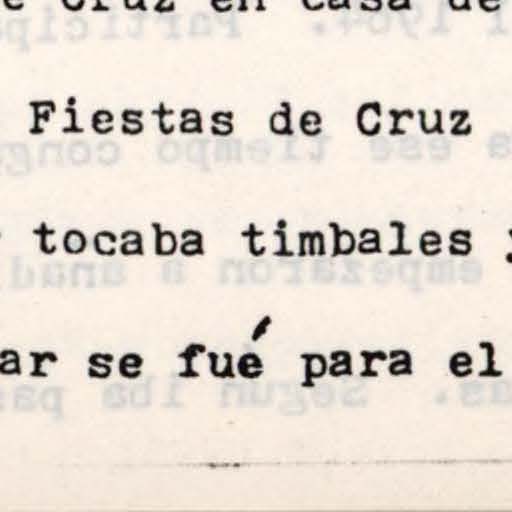 e Cruz en casa de
Fiestas de Cruz
tocaba timbales y
ar se fué para el